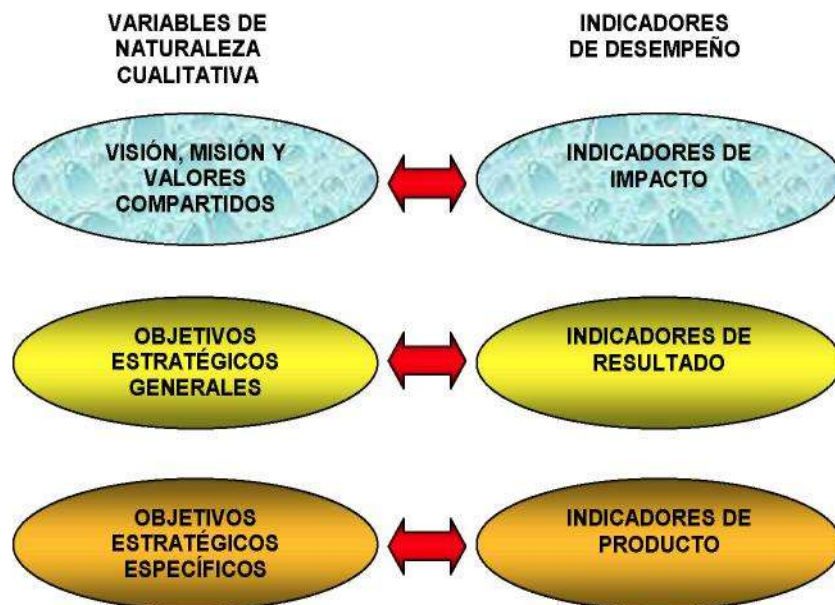 VARIABLES DE
NATURALEZA
CUALITATIVA
INDICADORES
DE DESEMPEÑO
VISIÓN, MISIÓN Y
VALORES
COMPARTIDOS
INDICADORES DE
IMPACTO
OBJETIVOS
ESTRATÉGICOS
GENERALES
INDICADORES DE
RESULTADO
OBJETIVOS
ESTRATÉGICOS
ESPECÍFICOS
INDICADORES DE
PRODUCTO